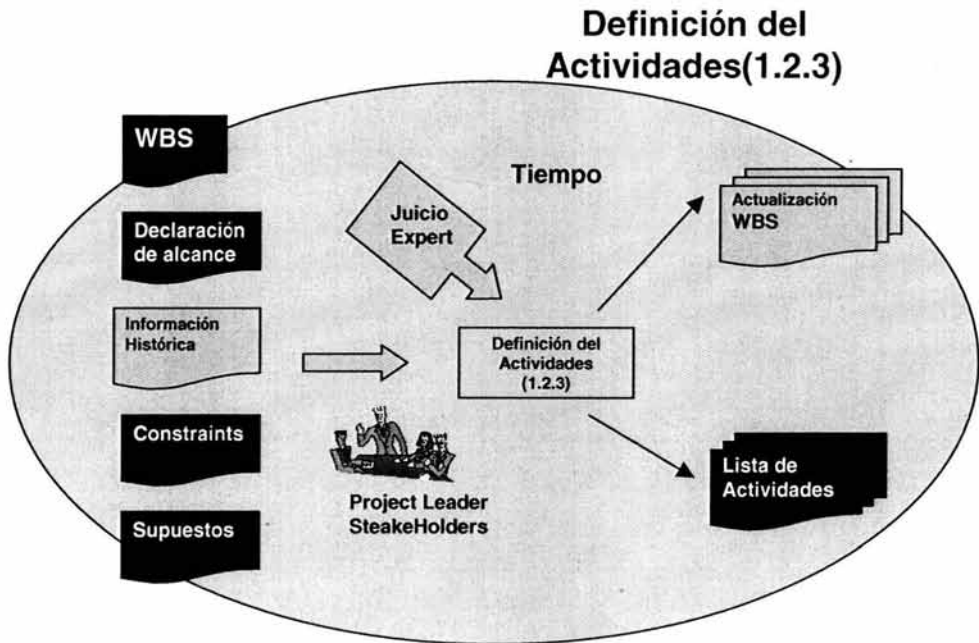 Definición del
Actividades(1.2.3)
WBS
Declaración
de alcance
Información
Histórica
Constraints
Supuestos
Juicio
Expert
Tiempo
Definición del
Actividades
(1.2.3)
Project Leader
SteakeHolders
Actualización
WBS
Lista de
Actividades